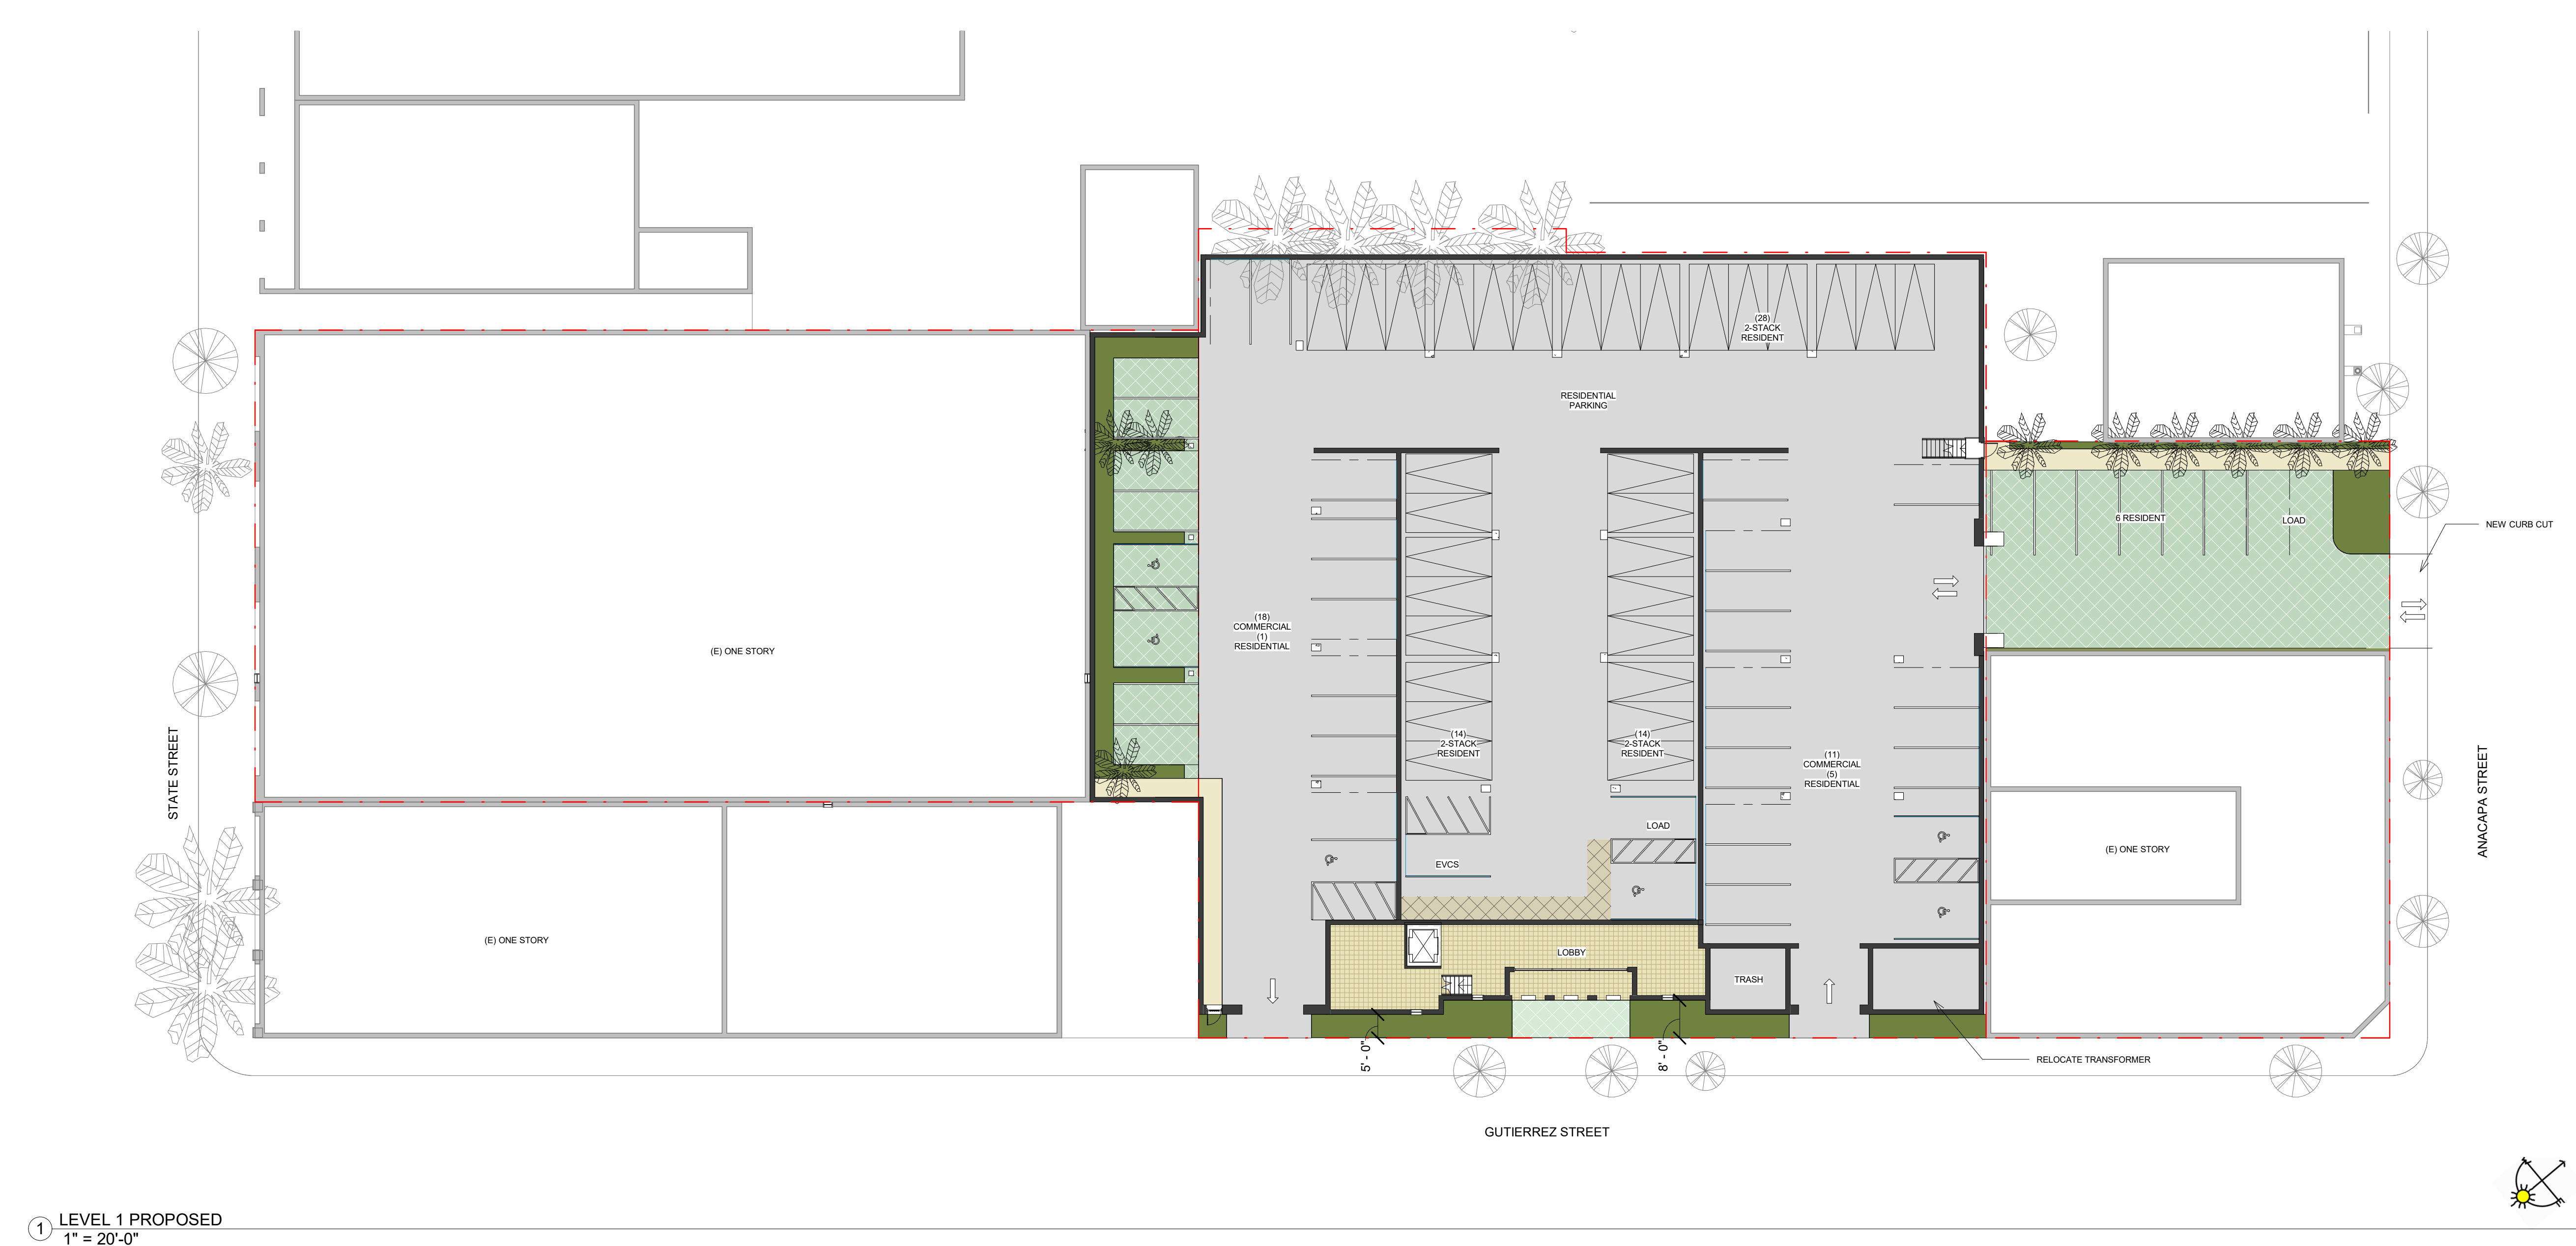 (28)
2-STACK
RESIDENT
RESIDENTIAL
PARKING
6 RESIDENT
LOAD
NEW CURB CUT
(18)
COMMERCIAL
(1)
RESIDENTIAL
(E) ONE STORY
(14)
2-STACK
RESIDENT
(14)
2-STACK
RESIDENT
(11)
COMMERCIAL
(5)
RESIDENTIAL
STATE STREET
ANACAPA STREET
LOAD
EVCS
(E) ONE STORY
(E) ONE STORY
LOBBY
TRASH
5' - 0"
8' - 0"
RELOCATE TRANSFORMER
GUTIERREZ STREET
1
LEVEL 1 PROPOSED
1" = 20'-0"